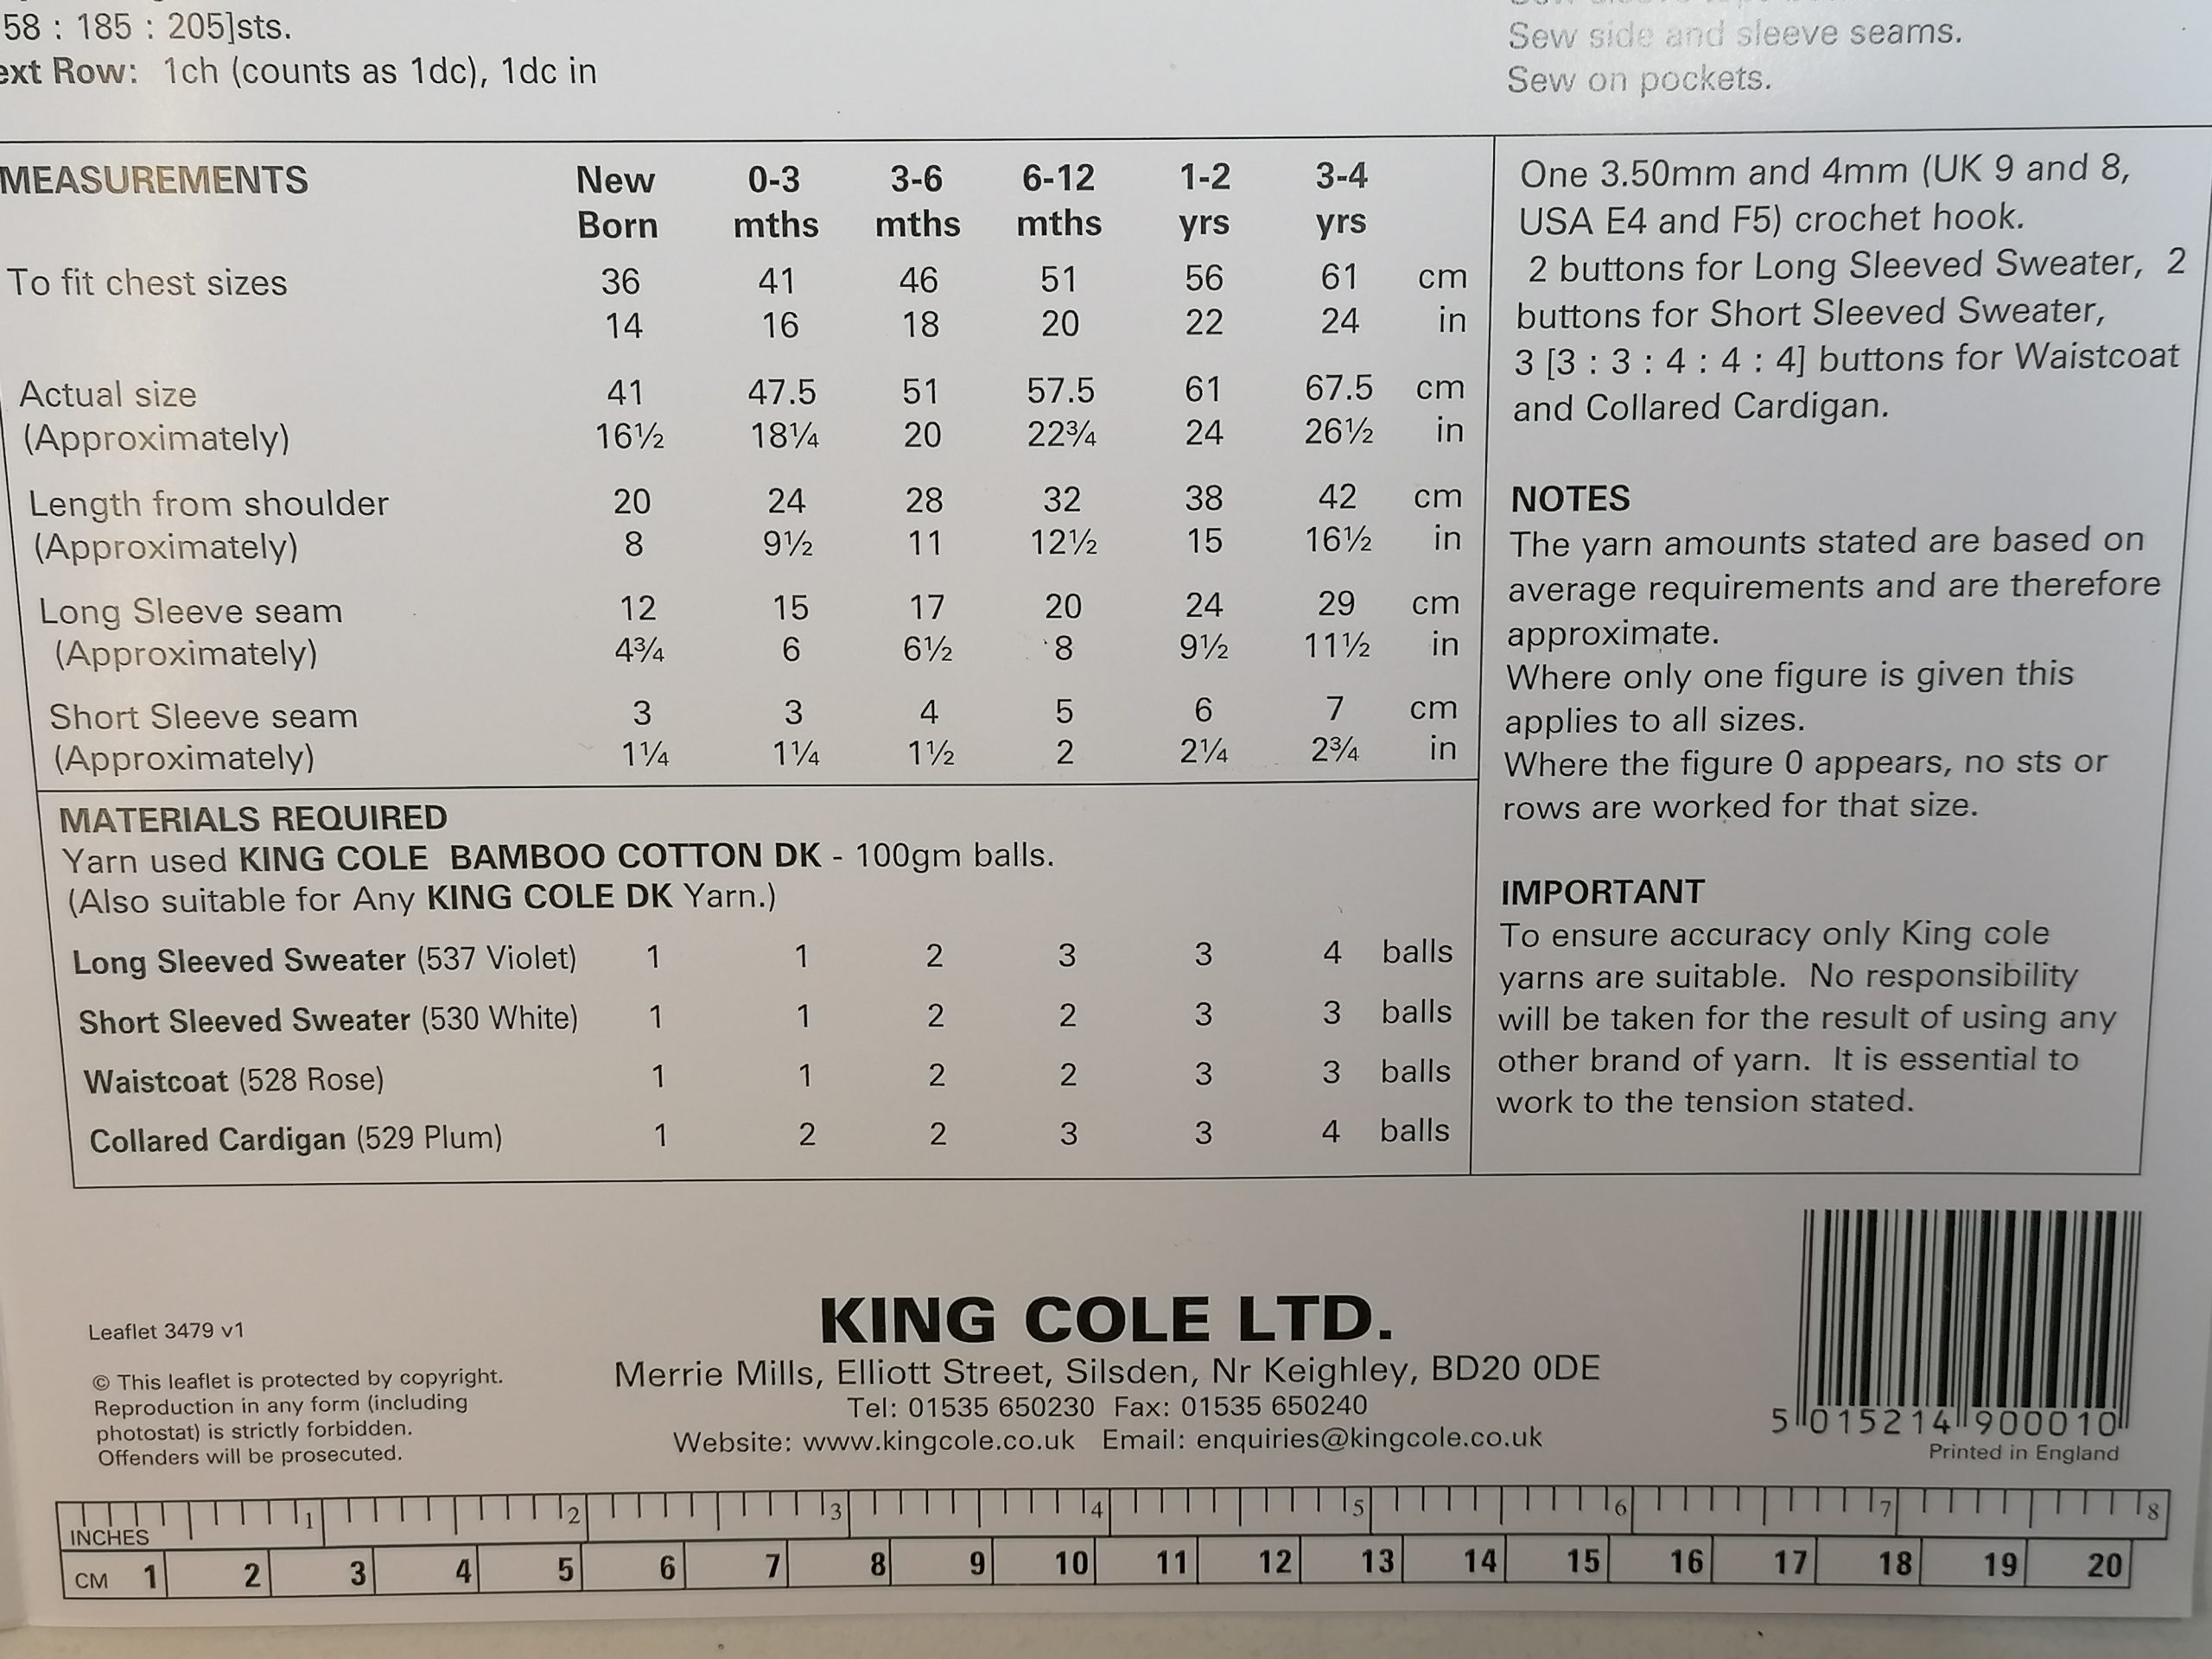 58 : 185 : 205]sts.
ext Row: 1ch (counts as 1dc), 1dc in
Sew side and sleeve seams.
Sew on pockets.
MEASUREMENTS New 0-3 3-6 6-12 1-2 3-4
Born mths mths mths yrs yrs
To fit chest sizes 36 41 46 51 56 61 cm
14 16 18 20 22 24 in
Actual size 41 47.5 51 57.5 61 67.5 cm
(Approximately) 16½ 18¼ 20 22¾ 24 26½ in
Length from shoulder 20 24 28 32 38 42 cm
(Approximately) 8 9½ 11 12½ 15 16½ in
Long Sleeve seam 12 15 17 20 24 29 cm
(Approximately) 4¾ 6 6½ 8 9½ 11½ in
Short Sleeve seam 3 3 4 5 6 7 cm
(Approximately) 1¼ 1¼ 1½ 2 2¼ 2¾ in
MATERIALS REQUIRED
Yarn used KING COLE BAMBOO COTTON DK - 100gm balls.
(Also suitable for Any KING COLE DK Yarn.)
Long Sleeved Sweater (537 Violet) 1 1 2 3 3 4 balls
Short Sleeved Sweater (530 White) 1 1 2 2 3 3 balls
Waistcoat (528 Rose) 1 1 2 2 3 3 balls
Collared Cardigan (529 Plum) 1 2 2 3 3 4 balls
One 3.50mm and 4mm (UK 9 and 8,
USA E4 and F5) crochet hook.
2 buttons for Long Sleeved Sweater, 2
buttons for Short Sleeved Sweater,
3 [3 : 3 : 4 : 4 : 4] buttons for Waistcoat
and Collared Cardigan.
NOTES
The yarn amounts stated are based on
average requirements and are therefore
approximate.
Where only one figure is given this
applies to all sizes.
Where the figure 0 appears, no sts or
rows are worked for that size.
IMPORTANT
To ensure accuracy only King cole
yarns are suitable. No responsibility
will be taken for the result of using any
other brand of yarn. It is essential to
work to the tension stated.
Leaflet 3479 v1
© This leaflet is protected by copyright.
Reproduction in any form (including
photostat) is strictly forbidden.
Offenders will be prosecuted.
KING COLE LTD.
Merrie Mills, Elliott Street, Silsden, Nr Keighley, BD20 0DE
Tel: 01535 650230 Fax: 01535 650240
Website: www.kingcole.co.uk Email: enquiries@kingcole.co.uk
5 015214 900010
Printed in England
INCHES 1 2 3 4 5 6 7 8
CM 1 2 3 4 5 6 7 8 9 10 11 12 13 14 15 16 17 18 19 20